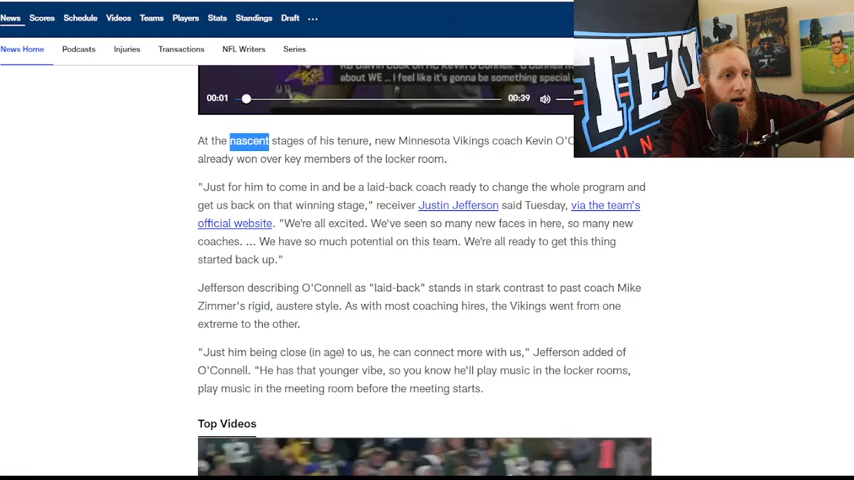 News Scores Schedule Videos Teams Players Stats Standings Draft ...
News Home Podcasts Injuries Transactions NFL Writers Series
about WE ... I feel like it's gonna be something special
00:01 00:39
At the nascent stages of his tenure, new Minnesota Vikings coach Kevin O'C
already won over key members of the locker room.
"Just for him to come in and be a laid-back coach ready to change the whole program and
get us back on that winning stage," receiver Justin Jefferson said Tuesday, via the team's
official website. "We're all excited. We've seen so many new faces in here, so many new
coaches. ... We have so much potential on this team. We're all ready to get this thing
started back up."
Jefferson describing O'Connell as "laid-back" stands in stark contrast to past coach Mike
Zimmer's rigid, austere style. As with most coaching hires, the Vikings went from one
extreme to the other.
"Just him being close (in age) to us, he can connect more with us," Jefferson added of
O'Connell. "He has that younger vibe, so you know he'll play music in the locker rooms,
play music in the meeting room before the meeting starts.
Top Videos